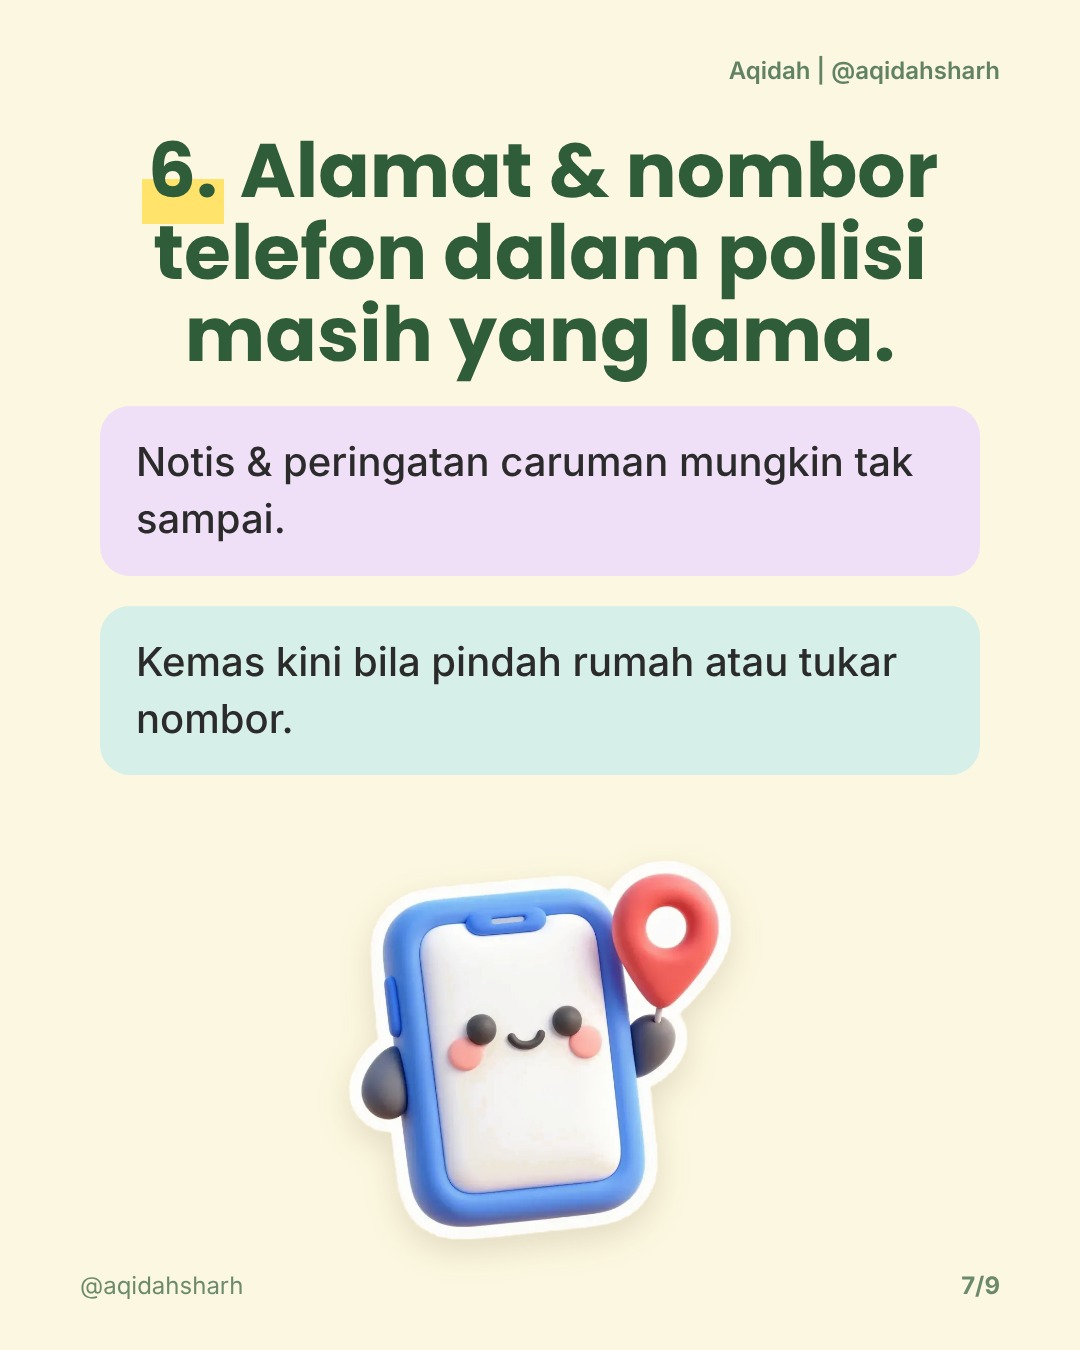 Aqidah | @aqidahsharh
6. Alamat & nombor
telefon dalam polisi
masih yang lama.
Notis & peringatan caruman mungkin tak
sampai.
Kemas kini bila pindah rumah atau tukar
nombor.
@aqidahsharh
7/9